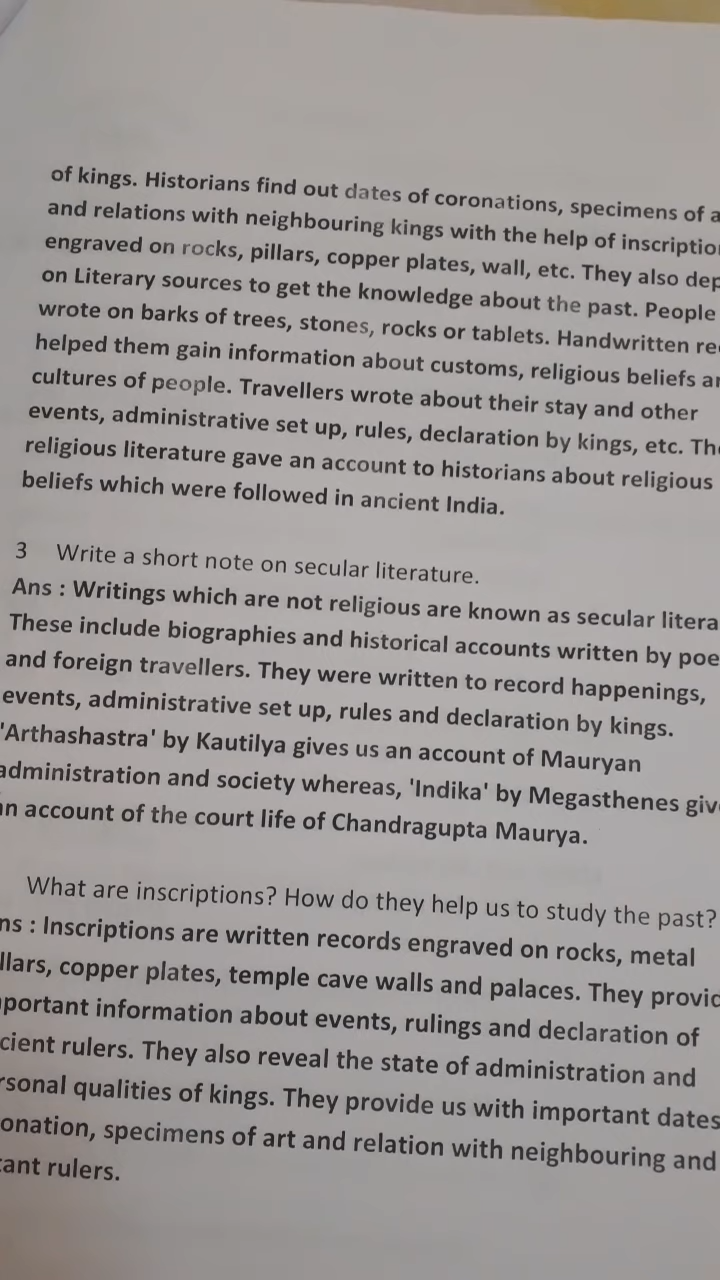 of kings. Historians find out dates of coronations, specimens of a
and relations with neighbouring kings with the help of inscriptio
engraved on rocks, pillars, copper plates, wall, etc. They also dep
on Literary sources to get the knowledge about the past. People
wrote on barks of trees, stones, rocks or tablets. Handwritten re
helped them gain information about customs, religious beliefs a
cultures of people. Travellers wrote about their stay and other
events, administrative set up, rules, declaration by kings, etc. Th
religious literature gave an account to historians about religious
beliefs which were followed in ancient India.
3 Write a short note on secular literature.
Ans : Writings which are not religious are known as secular litera
These include biographies and historical accounts written by poe
and foreign travellers. They were written to record happenings,
events, administrative set up, rules and declaration by kings.
'Arthashastra' by Kautilya gives us an account of Mauryan
administration and society whereas, 'Indika' by Megasthenes giv
an account of the court life of Chandragupta Maurya.
What are inscriptions? How do they help us to study the past?
ns : Inscriptions are written records engraved on rocks, metal
llars, copper plates, temple cave walls and palaces. They provid
portant information about events, rulings and declaration of
cient rulers. They also reveal the state of administration and
rsonal qualities of kings. They provide us with important dates
onation, specimens of art and relation with neighbouring and
tant rulers.